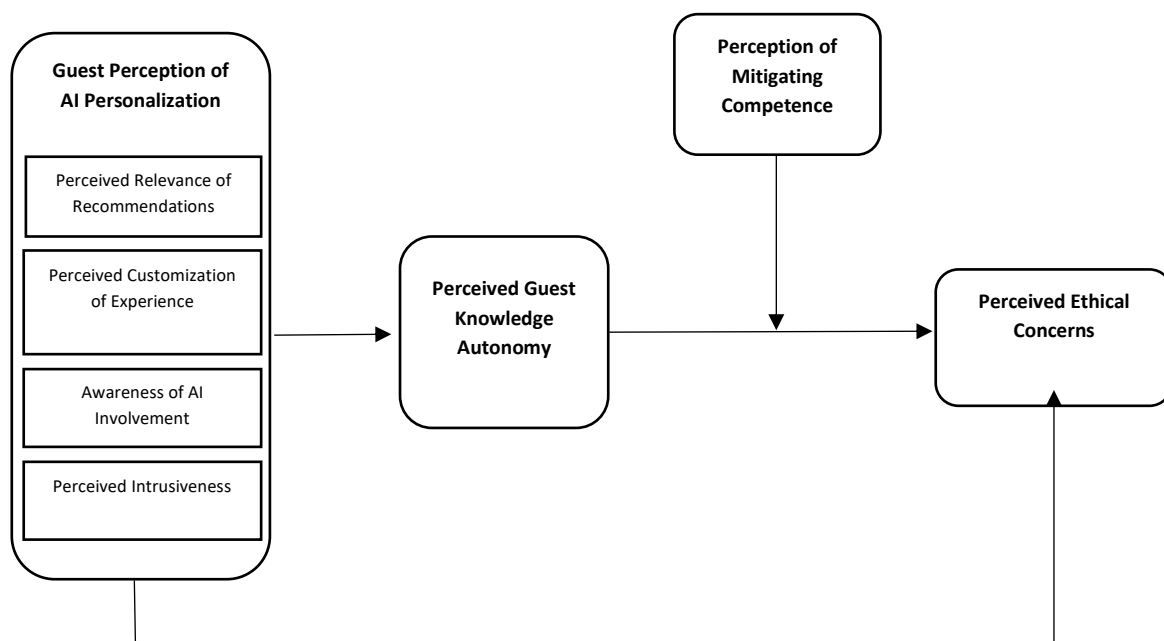 Guest Perception of
AI Personalization
Perceived Relevance of
Recommendations
Perceived Customization
of Experience
Awareness of AI
Involvement
Perceived Intrusiveness
Perceived Guest
Knowledge
Autonomy
Perception of
Mitigating
Competence
Perceived Ethical
Concerns